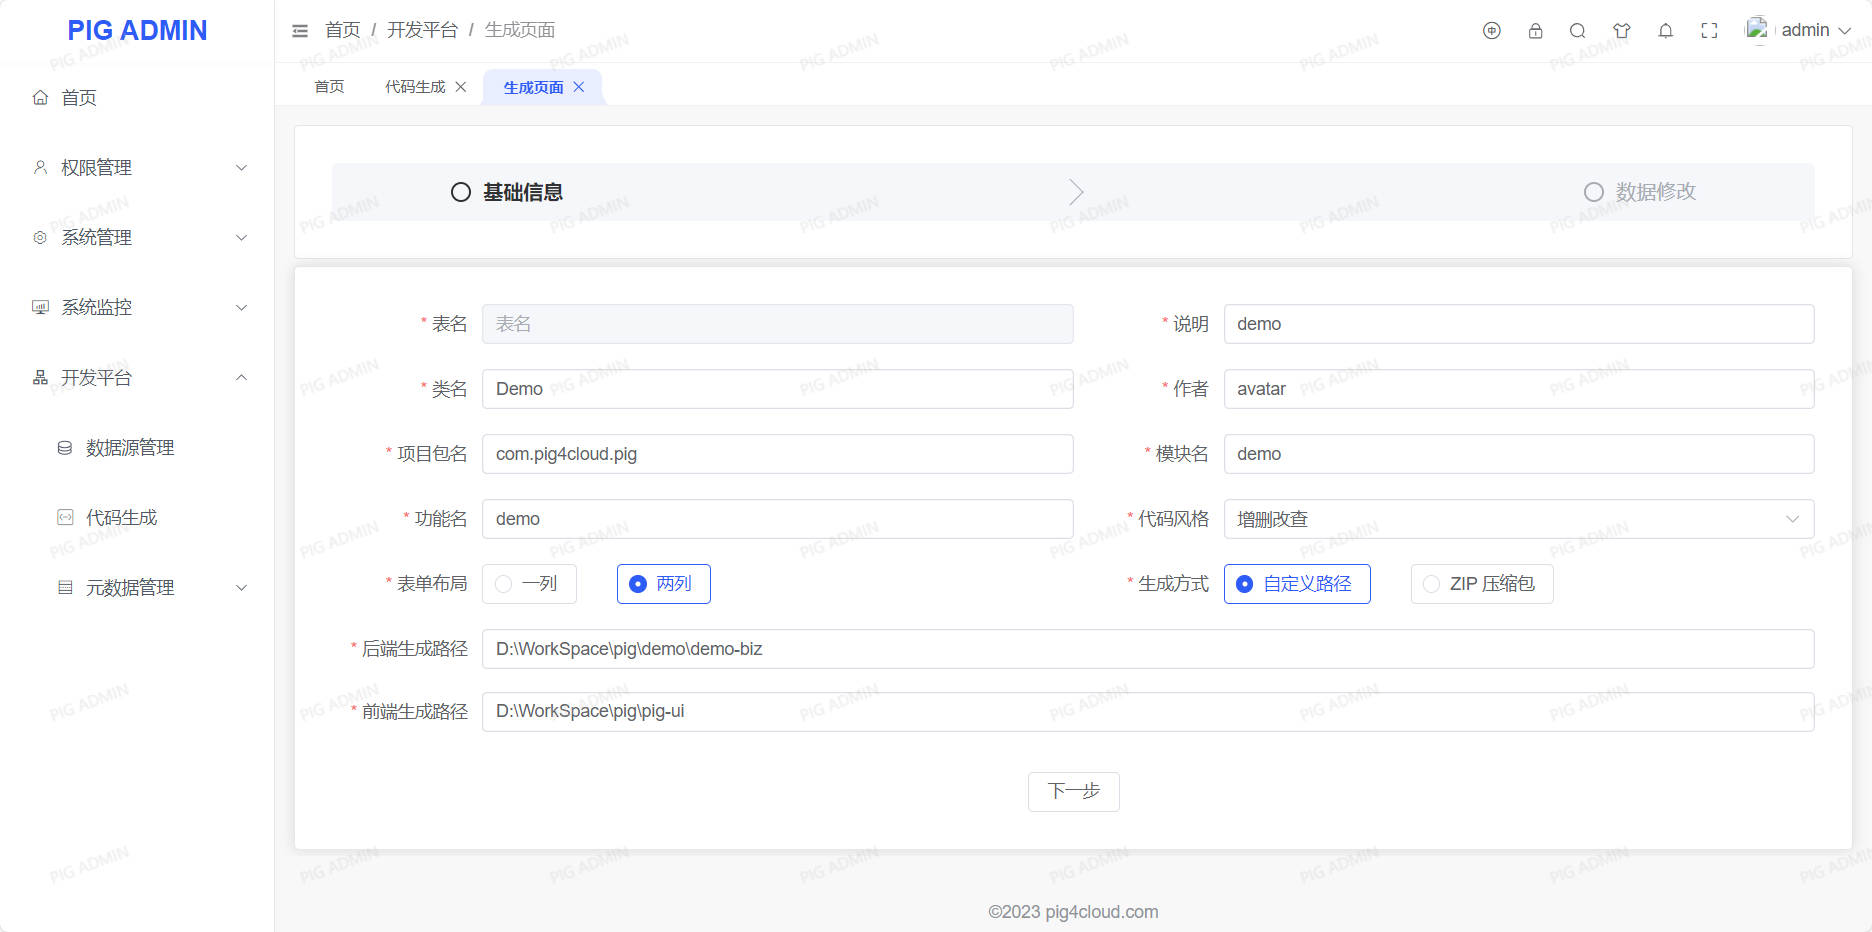 PIG ADMIN
首页
权限管理
系统管理
系统监控
开发平台
数据源管理
代码生成
元数据管理
首页 / 开发平台 / 生成页面
admin
首页 代码生成 生成页面
基础信息
数据修改
* 表名 表名
* 说明 demo
* 类名 Demo
* 作者 avatar
* 项目包名 com.pig4cloud.pig
* 模块名 demo
* 功能名 demo
* 代码风格 增删改查
* 表单布局 一列 两列
* 生成方式 自定义路径 ZIP 压缩包
* 后端生成路径 D:\WorkSpace\pig\demo\demo-biz
* 前端生成路径 D:\WorkSpace\pig\pig-ui
下一步
©2023 pig4cloud.com